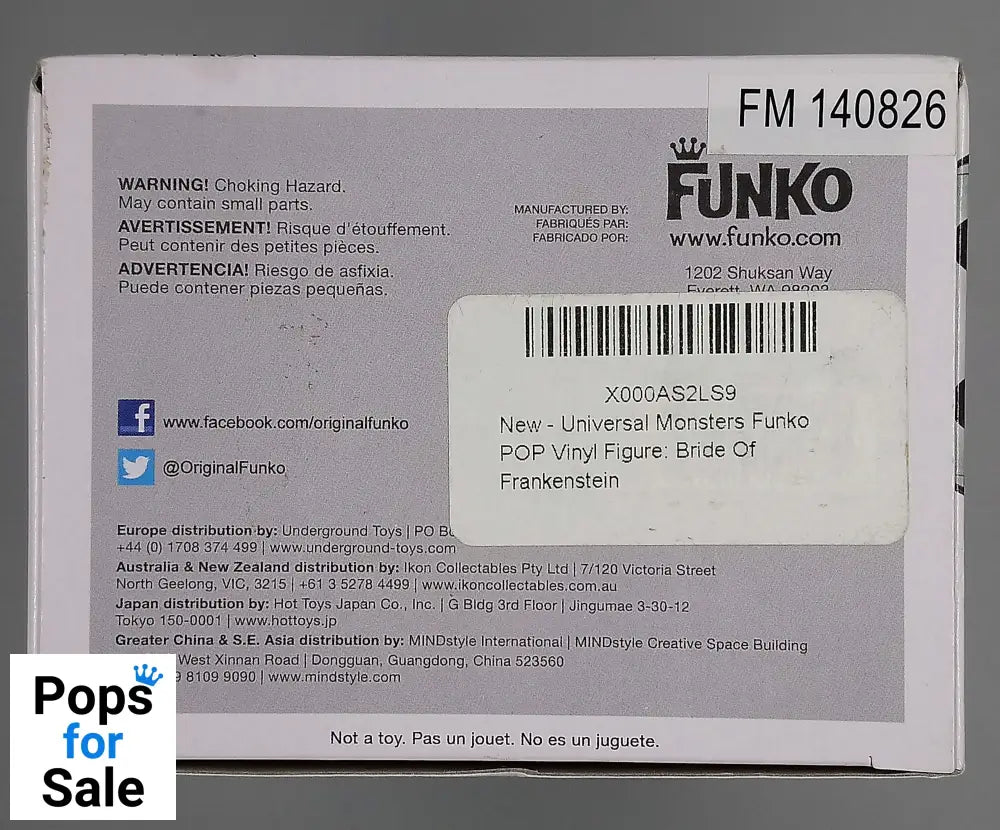 FM 140826
WARNING! Choking Hazard.
May contain small parts.
AVERTISSEMENT! Risque d'étouffement.
Peut contenir des petites pièces.
ADVERTENCIA! Riesgo de asfixia.
Puede contener piezas pequeñas.
MANUFACTURED BY:
FABRIQUÉS PAR:
FABRICADO POR:
FUNKO
www.funko.com
1202 Shuksan Way
Everett, WA 98203
X000AS2LS9
New - Universal Monsters Funko
POP Vinyl Figure: Bride Of
Frankenstein
www.facebook.com/originalfunko
@OriginalFunko
Europe distribution by: Underground Toys | PO
+44 (0) 1708 374 499 | www.underground-toys.com
Australia & New Zealand distribution by: Ikon Collectables Pty Ltd | 7/120 Victoria Street
North Geelong, VIC, 3215 | +61 3 5278 4499 | www.ikoncollectables.com.au
Japan distribution by: Hot Toys Japan Co., Inc. | G Bldg 3rd Floor | Jingumae 3-30-12
Tokyo 150-0001 | www.hottoys.jp
Greater China & S.E. Asia distribution by: MINDstyle International | MINDstyle Creative Space Building
West Xinnan Road | Dongguan, Guangdong, China 523560
9 8109 9090 | www.mindstyle.com
Not a toy. Pas un jouet. No es un juguete.
Pops
for
Sale